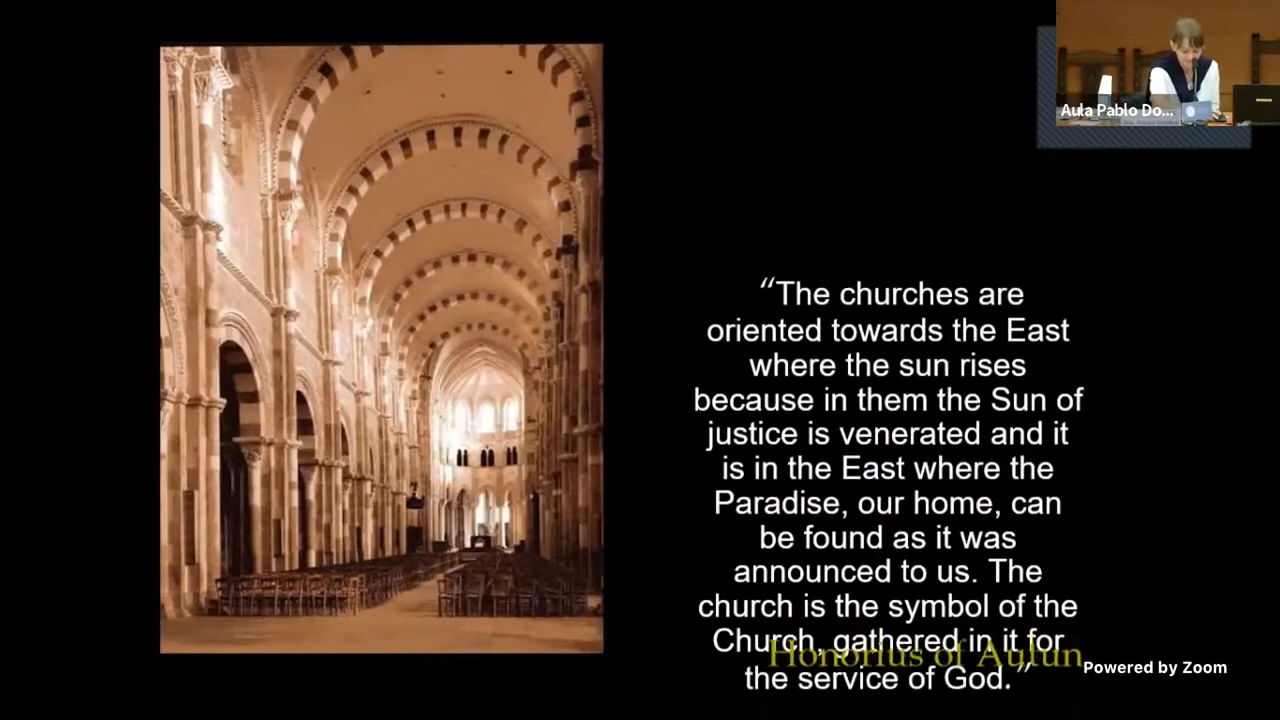 Aula Pablo Do...
“The churches are
oriented towards the East
where the sun rises
because in them the Sun of
justice is venerated and it
is in the East where the
Paradise, our home, can
be found as it was
announced to us. The
church is the symbol of the
Church, gathered in it for
the service of God.”
Honorius of Autun
Powered by Zoom